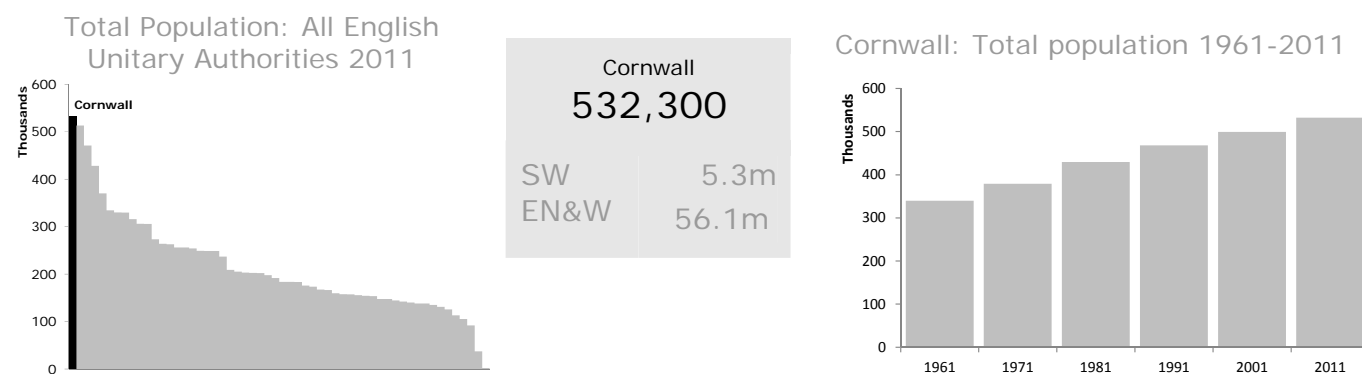 Total Population: All English
Unitary Authorities 2011
Thousands
600
500
400
300
200
100
0
Cornwall
Cornwall
532,300
SW 5.3m
EN&W 56.1m
Cornwall: Total population 1961-2011
Thousands
600
500
400
300
200
100
0
1961 1971 1981 1991 2001 2011